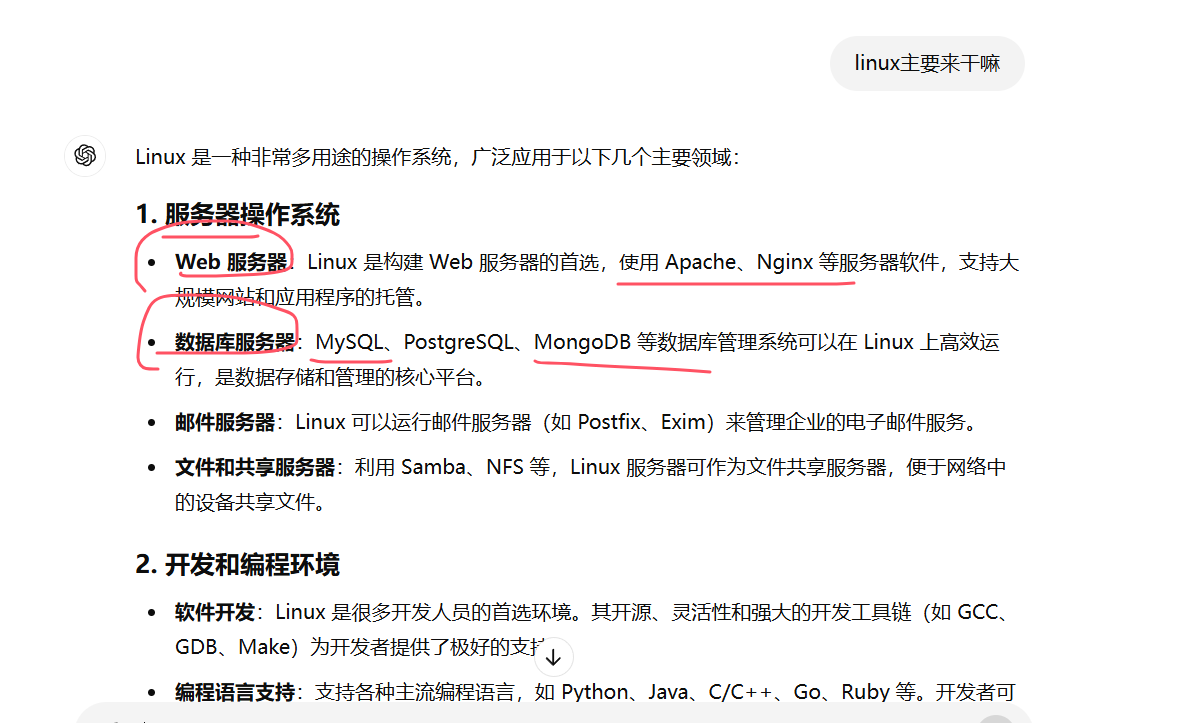 linux主要来干嘛
Linux 是一种非常多用途的操作系统，广泛应用于以下几个主要领域：
1. 服务器操作系统
• Web 服务器：Linux 是构建 Web 服务器的首选，使用 Apache、Nginx 等服务器软件，支持大
规模网站和应用程序的托管。
• 数据库服务器：MySQL、PostgreSQL、MongoDB 等数据库管理系统可以在 Linux 上高效运
行，是数据存储和管理的核心平台。
• 邮件服务器：Linux 可以运行邮件服务器（如 Postfix、Exim）来管理企业的电子邮件服务。
• 文件和共享服务器：利用 Samba、NFS 等，Linux 服务器可作为文件共享服务器，便于网络中
的设备共享文件。
2. 开发和编程环境
• 软件开发：Linux 是很多开发人员的首选环境。其开源、灵活性和强大的开发工具链（如 GCC、
GDB、Make）为开发者提供了极好的支持
• 编程语言支持：支持各种主流编程语言，如 Python、Java、C/C++、Go、Ruby 等。开发者可